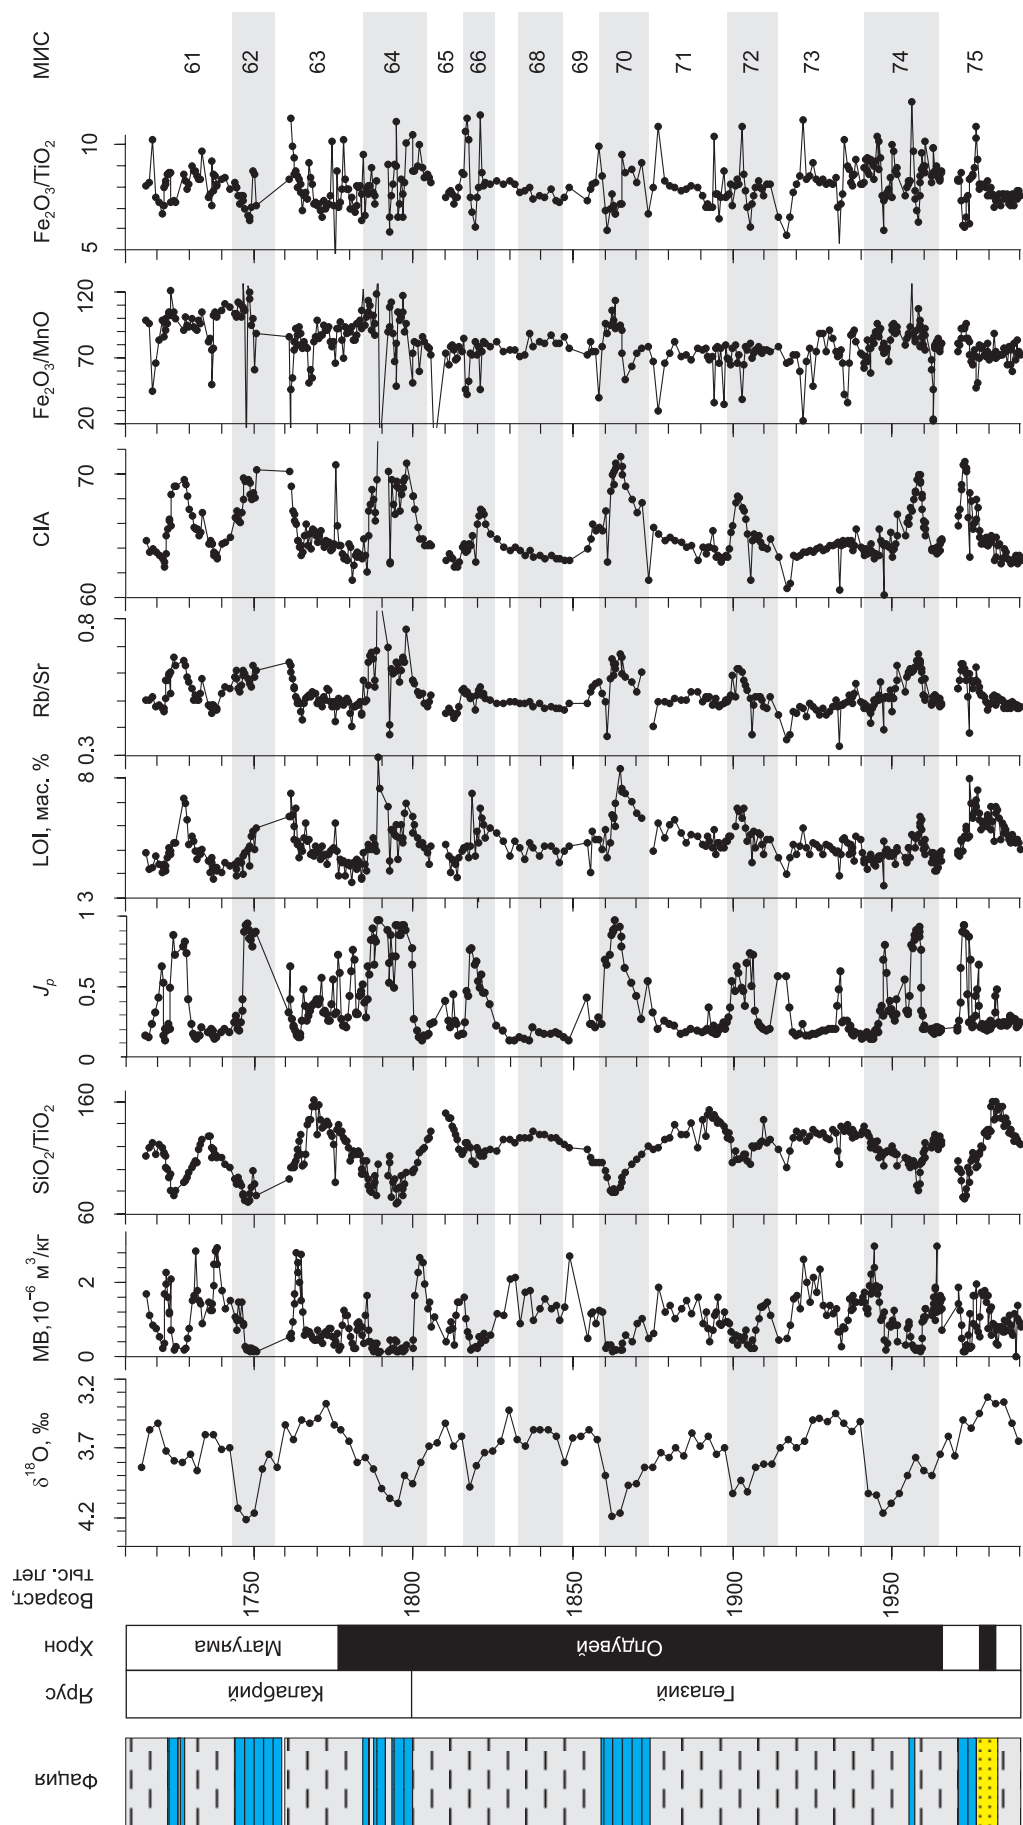 МИС
61
62
63
64
65
66
68
69
70
71
72
73
74
75
Fe₂O₃/TiO₂
10
5
Fe₂O₃/MnO
120
70
20
CIA
70
60
Rb/Sr
0.8
0.3
LOI, мас. %
8
3
Jₚ
1
0.5
0
SiO₂/TiO₂
160
60
МВ,10⁻⁶ м³/кг
2
0
δ¹⁸O, ‰
3.2
3.7
4.2
Возраст,
тыс. лет
1750
1800
1850
1900
1950
Хрон
Матуяма
Олдувей
Ярус
Калабрий
Гелазий
Фация